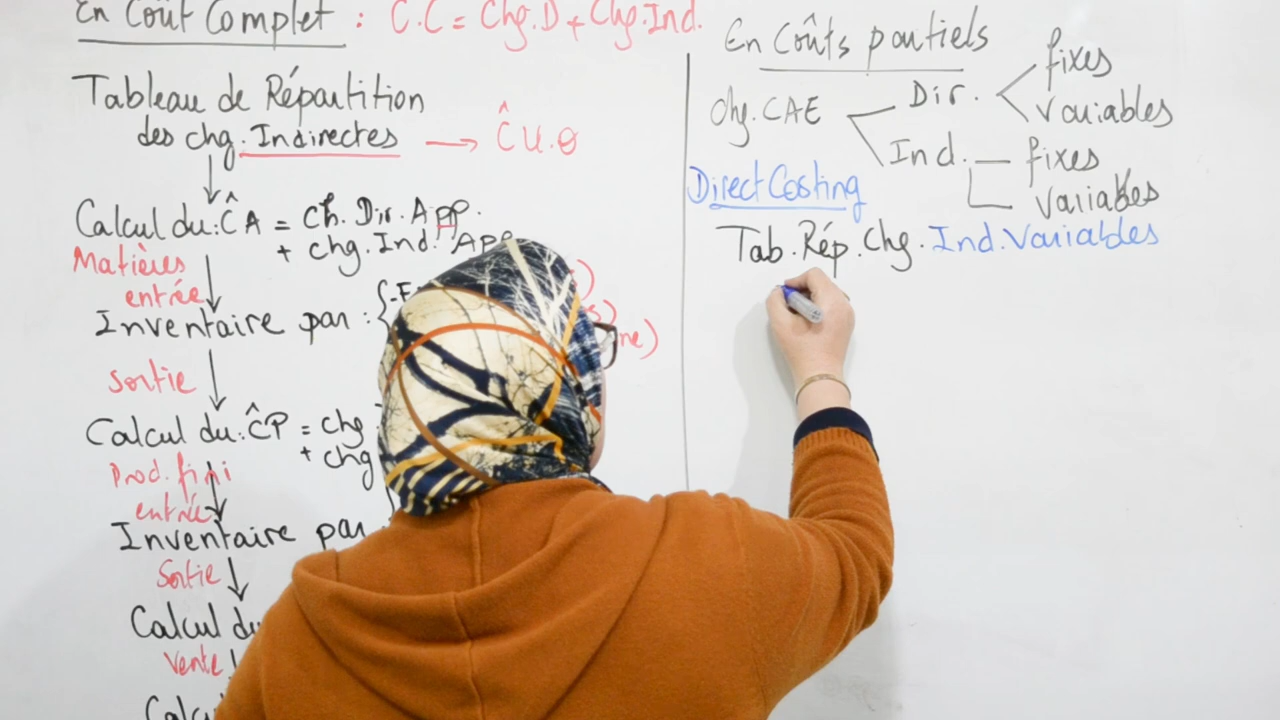 En Coût Complet : C.C = Chg.D + Chg.Ind.
Tableau de Répartition
des chg. Indirectes → ĈU.O
Calcul du: ĈA = Ch. Dir. App.
+ chg. Ind. App
Matières
entrée
Inventaire par :
Sortie
Calcul du: ĈP = chg
+ chg
Prod. fini
entrée
Inventaire par
Sortie
Calcul du
Vente
En Coûts partiels
Chg. CAE
Dir.
fixes
Variables
Ind.
fixes
Variables
Direct Costing
Tab. Rép. Chg. Ind. Variables